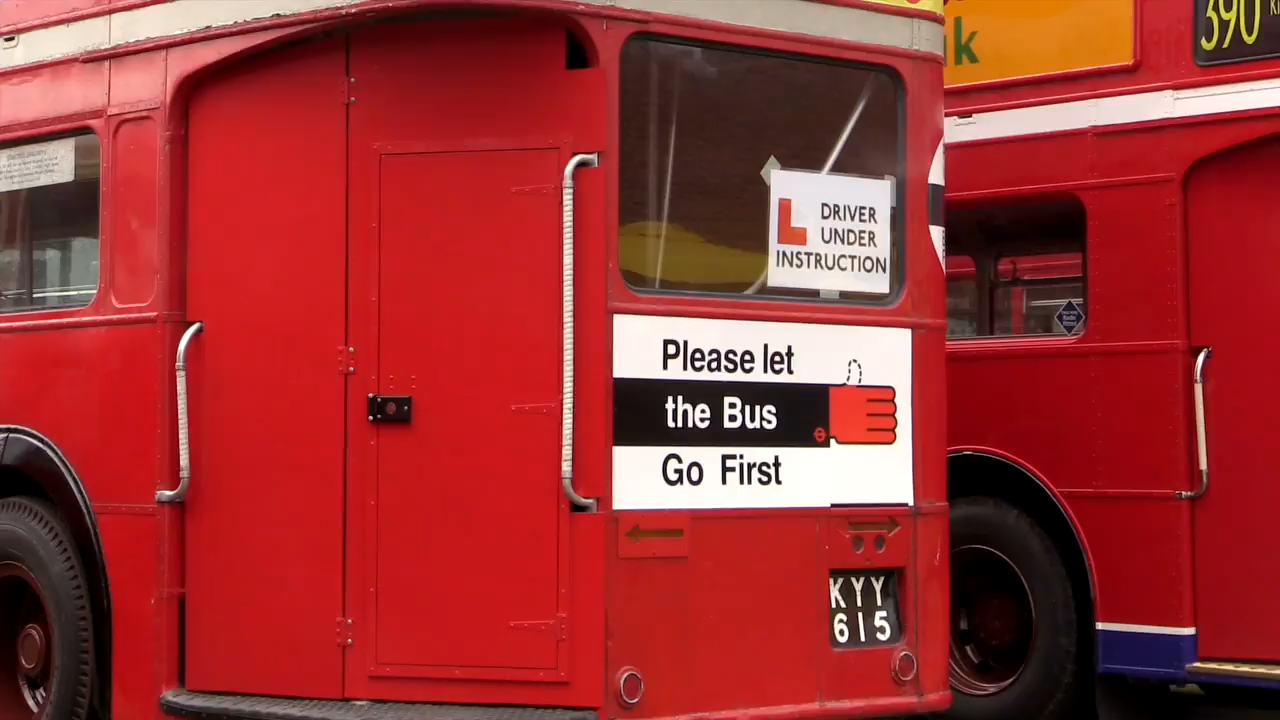 k
390
L DRIVER
UNDER
INSTRUCTION
Please let
the Bus
Go First
KYY
615